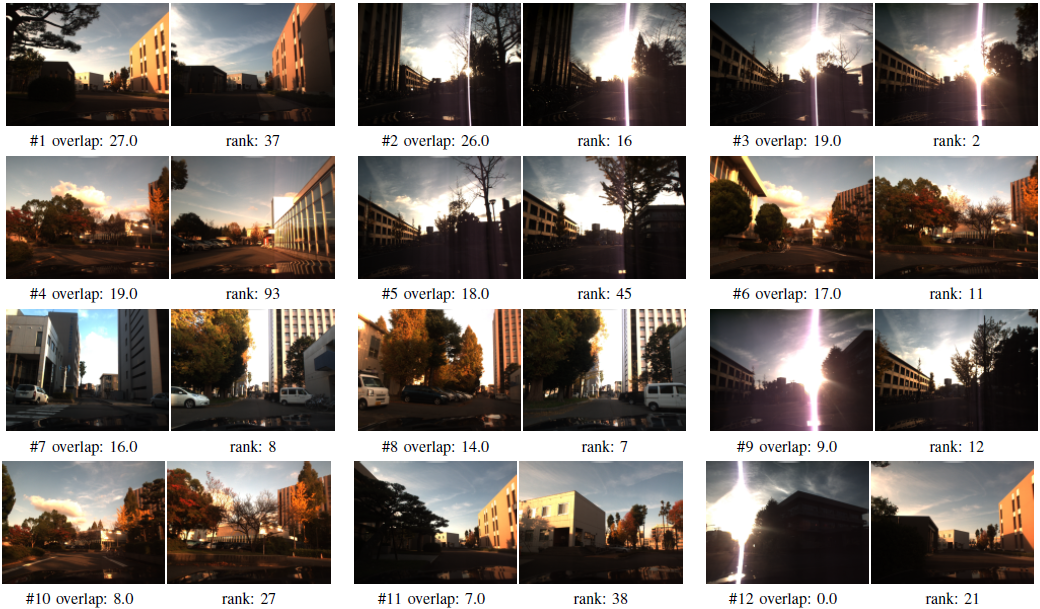 #1 overlap: 27.0 rank: 37 #2 overlap: 26.0 rank: 16 #3 overlap: 19.0 rank: 2
#4 overlap: 19.0 rank: 93 #5 overlap: 18.0 rank: 45 #6 overlap: 17.0 rank: 11
#7 overlap: 16.0 rank: 8 #8 overlap: 14.0 rank: 7 #9 overlap: 9.0 rank: 12
#10 overlap: 8.0 rank: 27 #11 overlap: 7.0 rank: 38 #12 overlap: 0.0 rank: 21